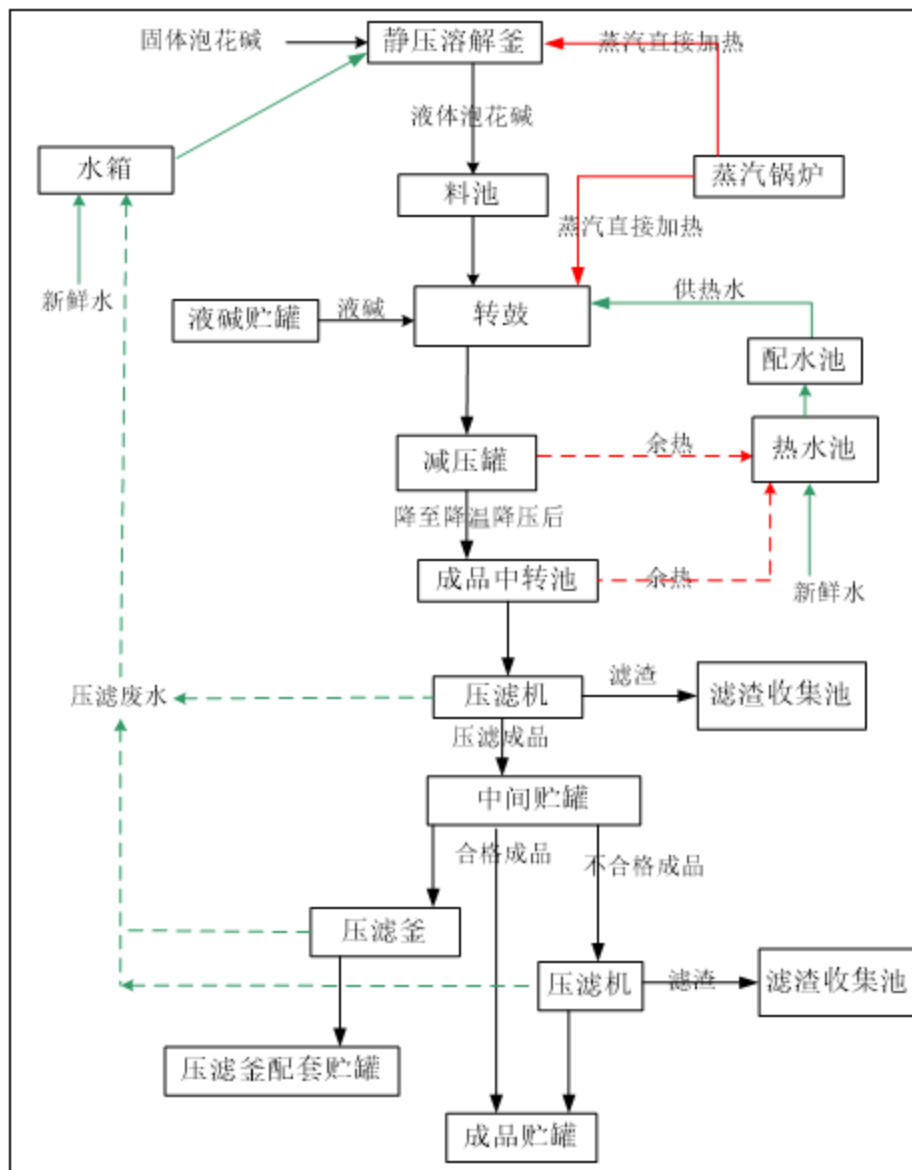 固体泡花碱
静压溶解釜
蒸汽直接加热
液体泡花碱
水箱
料池
蒸汽锅炉
蒸汽直接加热
新鲜水
液碱贮罐
液碱
转鼓
供热水
配水池
减压罐
余热
热水池
降至降温降压后
成品中转池
余热
新鲜水
压滤废水
压滤机
滤渣
滤渣收集池
压滤成品
中间贮罐
合格成品
不合格成品
压滤釜
压滤机
滤渣
滤渣收集池
压滤釜配套贮罐
成品贮罐